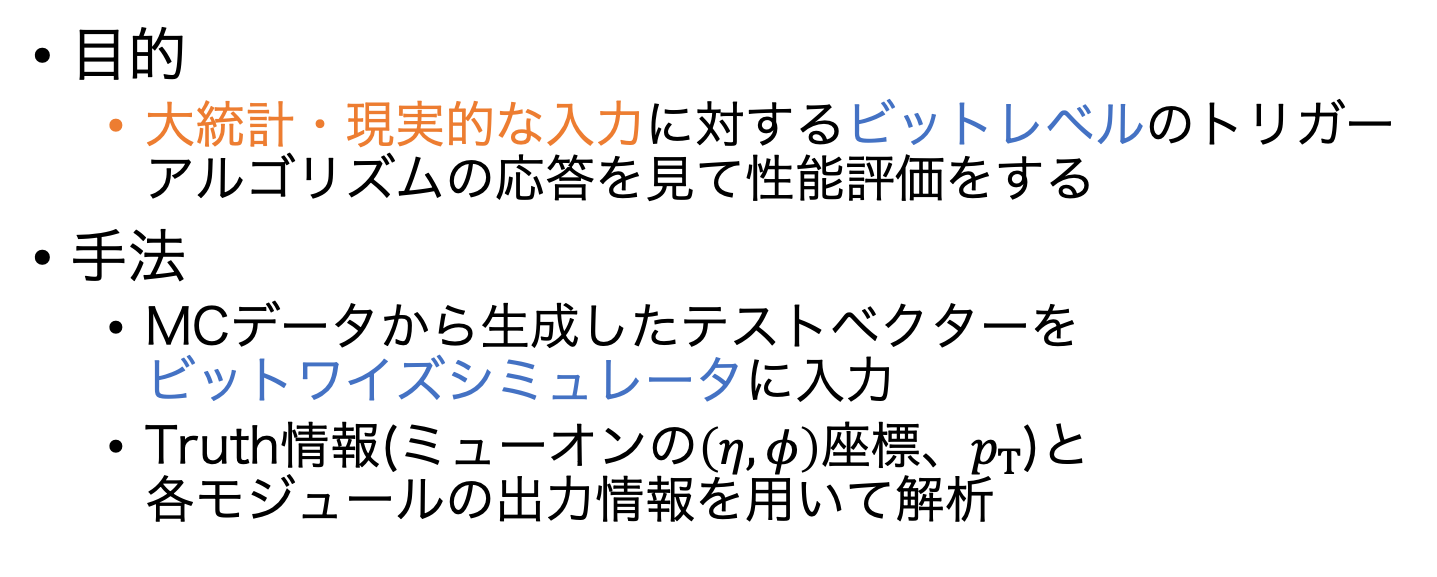 • 目的
• 大統計・現実的な入力に対するビットレベルのトリガー
アルゴリズムの応答を見て性能評価をする
• 手法
• MCデータから生成したテストベクターを
ビットワイズシミュレータに入力
• Truth情報(ミューオンの(η, ϕ)座標、pT)と
各モジュールの出力情報を用いて解析